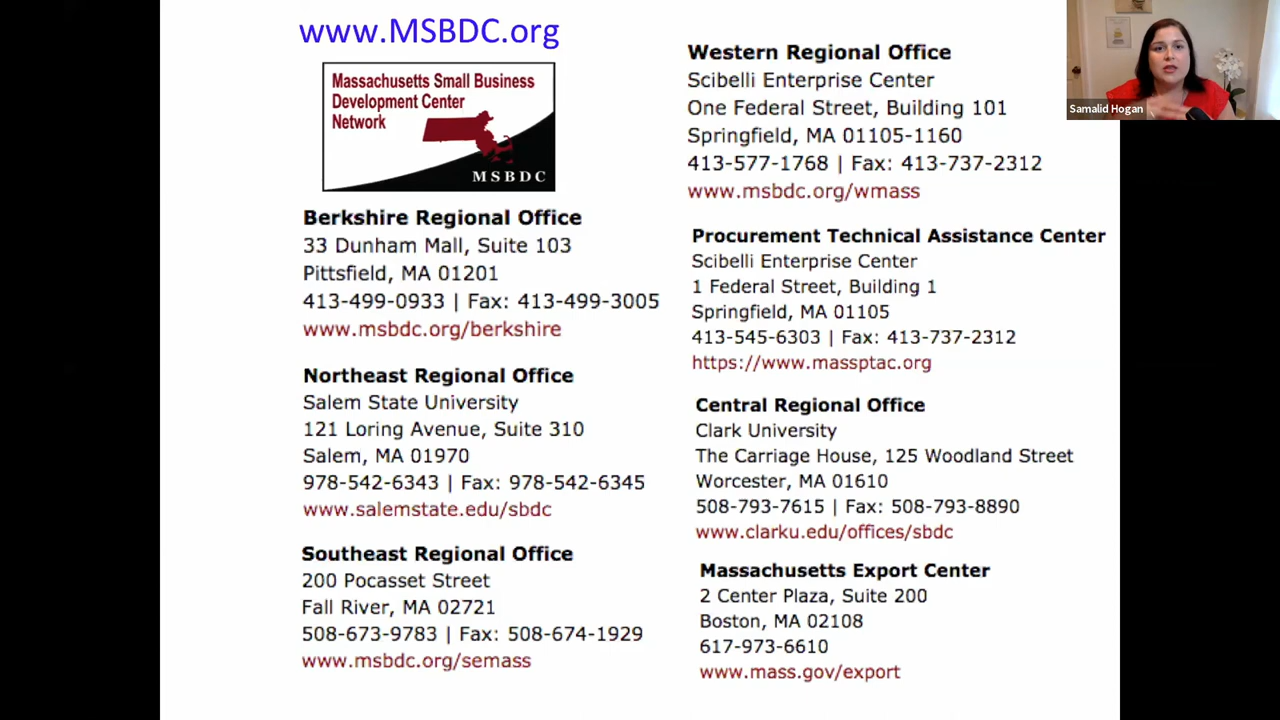 www.MSBDC.org
Massachusetts Small Business
Development Center
Network
MSBDC
Berkshire Regional Office
33 Dunham Mall, Suite 103
Pittsfield, MA 01201
413-499-0933 | Fax: 413-499-3005
www.msbdc.org/berkshire
Northeast Regional Office
Salem State University
121 Loring Avenue, Suite 310
Salem, MA 01970
978-542-6343 | Fax: 978-542-6345
www.salemstate.edu/sbdc
Southeast Regional Office
200 Pocasset Street
Fall River, MA 02721
508-673-9783 | Fax: 508-674-1929
www.msbdc.org/semass
Western Regional Office
Scibelli Enterprise Center
One Federal Street, Building 101
Springfield, MA 01105-1160
413-577-1768 | Fax: 413-737-2312
www.msbdc.org/wmass
Procurement Technical Assistance Center
Scibelli Enterprise Center
1 Federal Street, Building 1
Springfield, MA 01105
413-545-6303 | Fax: 413-737-2312
https://www.massptac.org
Central Regional Office
Clark University
The Carriage House, 125 Woodland Street
Worcester, MA 01610
508-793-7615 | Fax: 508-793-8890
www.clarku.edu/offices/sbdc
Massachusetts Export Center
2 Center Plaza, Suite 200
Boston, MA 02108
617-973-6610
www.mass.gov/export
Samalid Hogan